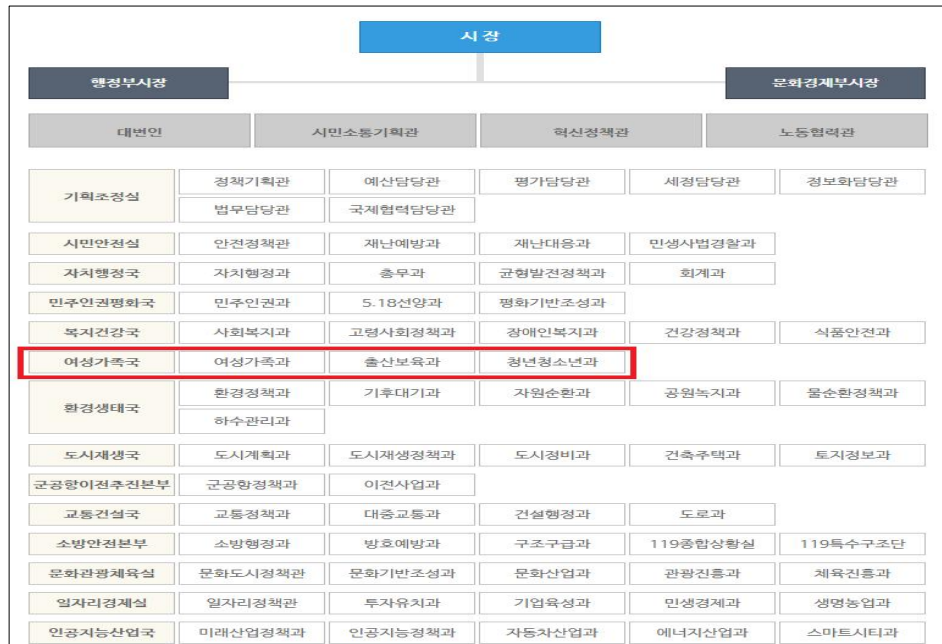 시 장
행정부시장 문화경제부시장
대변인 시민소통기획관 혁신정책관 노동협력관
기획조정실 정책기획관 예산담당관 평가담당관 세정담당관 정보화담당관
법무담당관 국제협력담당관
시민안전실 안전정책관 재난예방과 재난대응과 민생사법경찰과
자치행정국 자치행정과 총무과 균형발전정책과 회계과
민주인권평화국 민주인권과 5.18선양과 평화기반조성과
복지건강국 사회복지과 고령사회정책과 장애인복지과 건강정책과 식품안전과
여성가족국 여성가족과 출산보육과 청년청소년과
환경생태국 환경정책과 기후대기과 자원순환과 공원녹지과 물순환정책과
하수관리과
도시재생국 도시계획과 도시재생정책과 도시정비과 건축주택과 토지정보과
군공항이전추진본부 군공항정책과 이전사업과
교통건설국 교통정책과 대중교통과 건설행정과 도로과
소방안전본부 소방행정과 방호예방과 구조구급과 119종합상황실 119특수구조단
문화관광체육실 문화도시정책관 문화기반조성과 문화산업과 관광진흥과 체육진흥과
일자리경제실 일자리정책관 투자유치과 기업육성과 민생경제과 생명농업과
인공지능산업국 미래산업정책과 인공지능정책과 자동차산업과 에너지산업과 스마트시티과